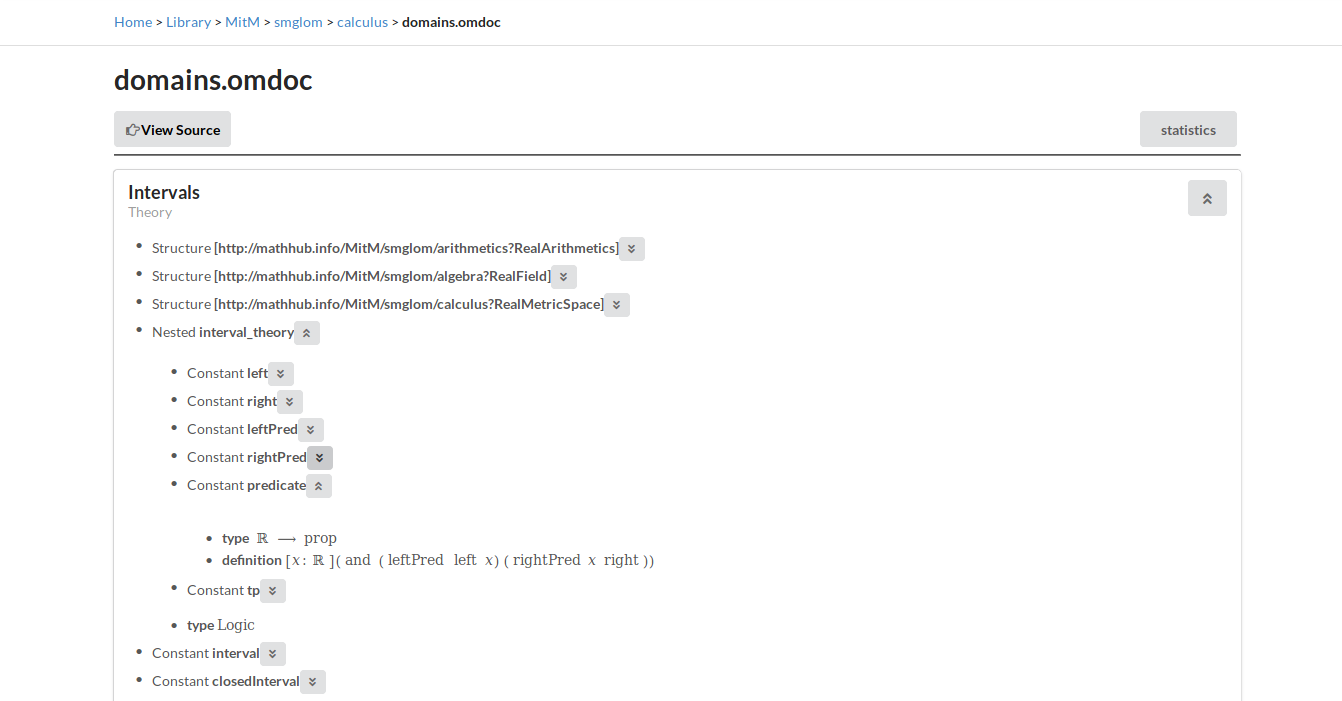 Home > Library > MitM > smglom > calculus > domains.omdoc
domains.omdoc
View Source
statistics
Intervals
Theory
Structure [http://mathhub.info/MitM/smglom/arithmetics?RealArithmetics]
Structure [http://mathhub.info/MitM/smglom/algebra?RealField]
Structure [http://mathhub.info/MitM/smglom/calculus?RealMetricSpace]
Nested interval_theory
Constant left
Constant right
Constant leftPred
Constant rightPred
Constant predicate
type ℝ ⟶ prop
definition [x: ℝ ]( and ( leftPred left x) ( rightPred x right ))
Constant tp
type Logic
Constant interval
Constant closedInterval